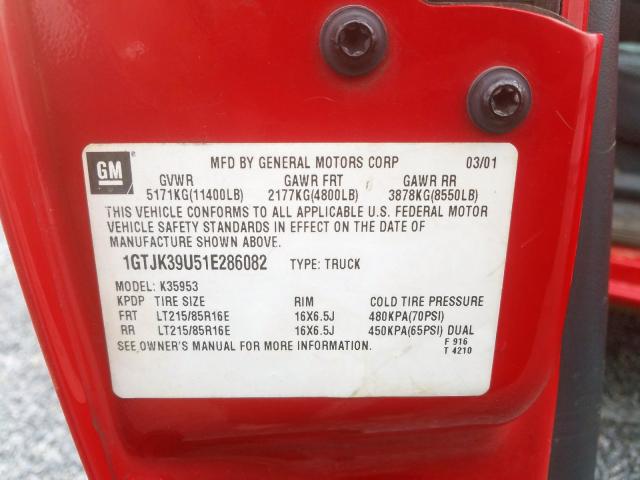 GM MFD BY GENERAL MOTORS CORP 03/01
GVWR GAWR FRT GAWR RR
5171KG(11400LB) 2177KG(4800LB) 3878KG(8550LB)
THIS VEHICLE CONFORMS TO ALL APPLICABLE U.S. FEDERAL MOTOR
VEHICLE SAFETY STANDARDS IN EFFECT ON THE DATE OF
MANUFACTURE SHOWN ABOVE.
1GTJK39U51E286082 TYPE: TRUCK
MODEL: K35953
KPDP TIRE SIZE RIM COLD TIRE PRESSURE
FRT LT215/85R16E 16X6.5J 480KPA(70PSI)
RR LT215/85R16E 16X6.5J 450KPA(65PSI) DUAL
SEE OWNER'S MANUAL FOR MORE INFORMATION. F 916
T 4210